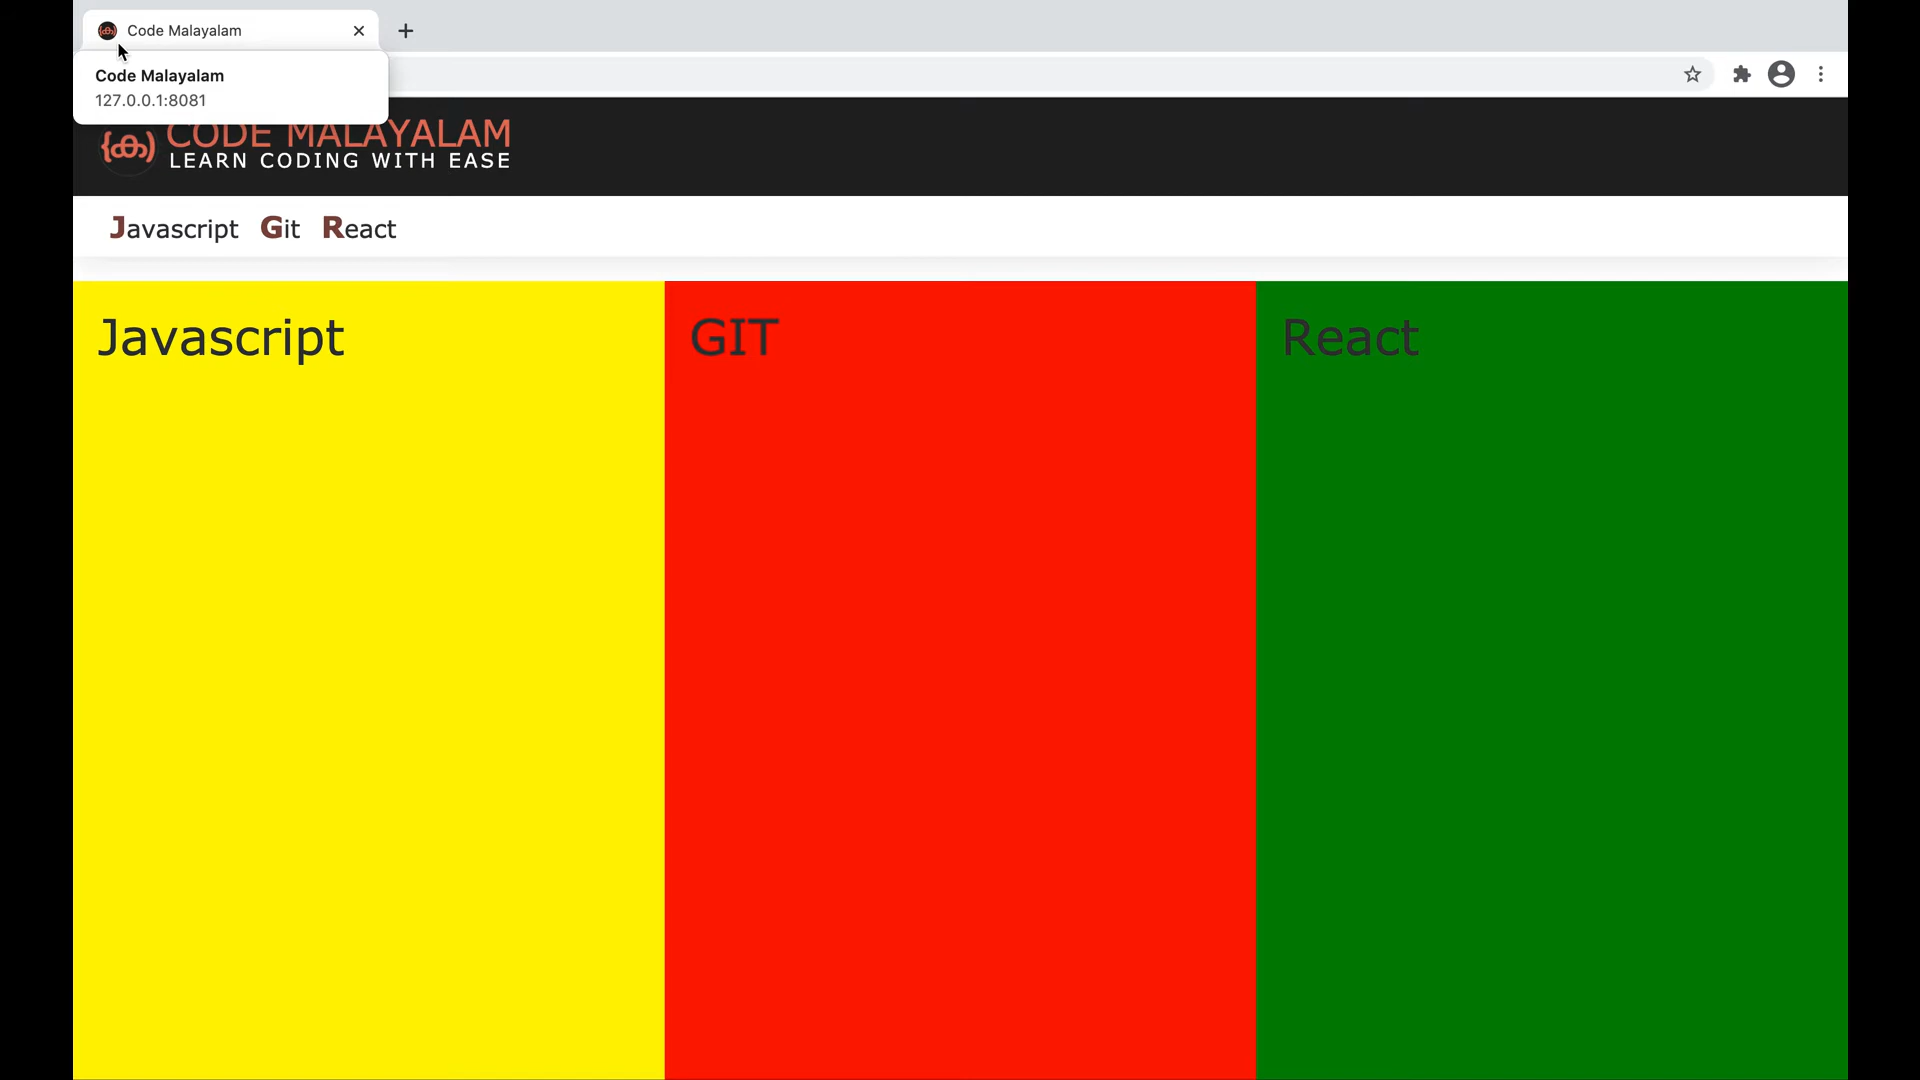 Code Malayalam
Code Malayalam
127.0.0.1:8081
{ക}
CODE MALAYALAM
LEARN CODING WITH EASE
Javascript Git React
Javascript
GIT
React